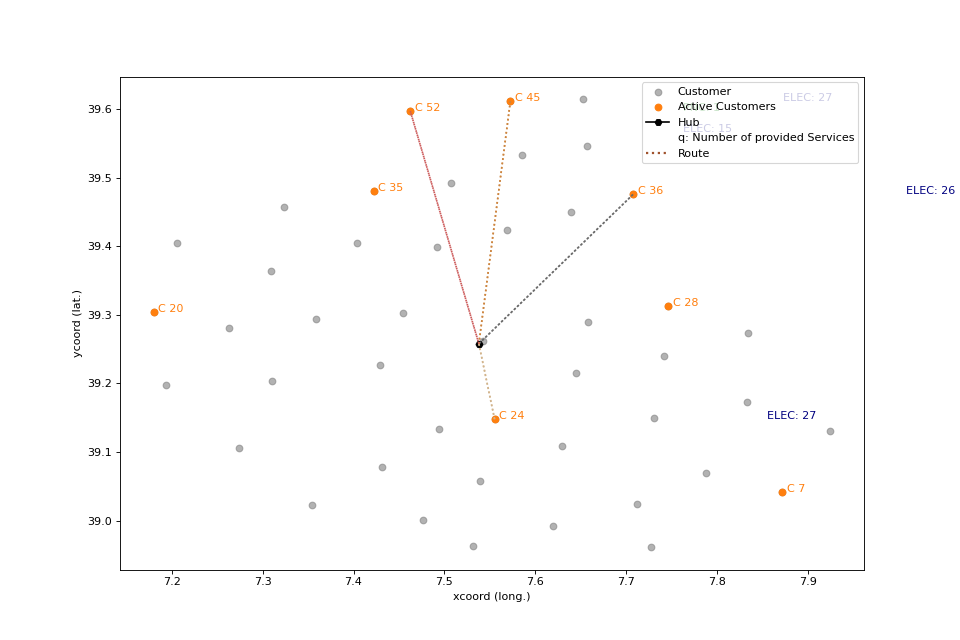 39.6
39.5
39.4
39.3
39.2
39.1
39.0
ycoord (lat.)
7.2
7.3
7.4
7.5
7.6
7.7
7.8
7.9
xcoord (long.)
C 52
C 45
C 35
C 36
C 20
C 28
C 24
C 7
Customer
Active Customers
Hub
q: Number of provided Services
Route
ELEC: 27
ELEC: 15
ELEC: 26
ELEC: 27